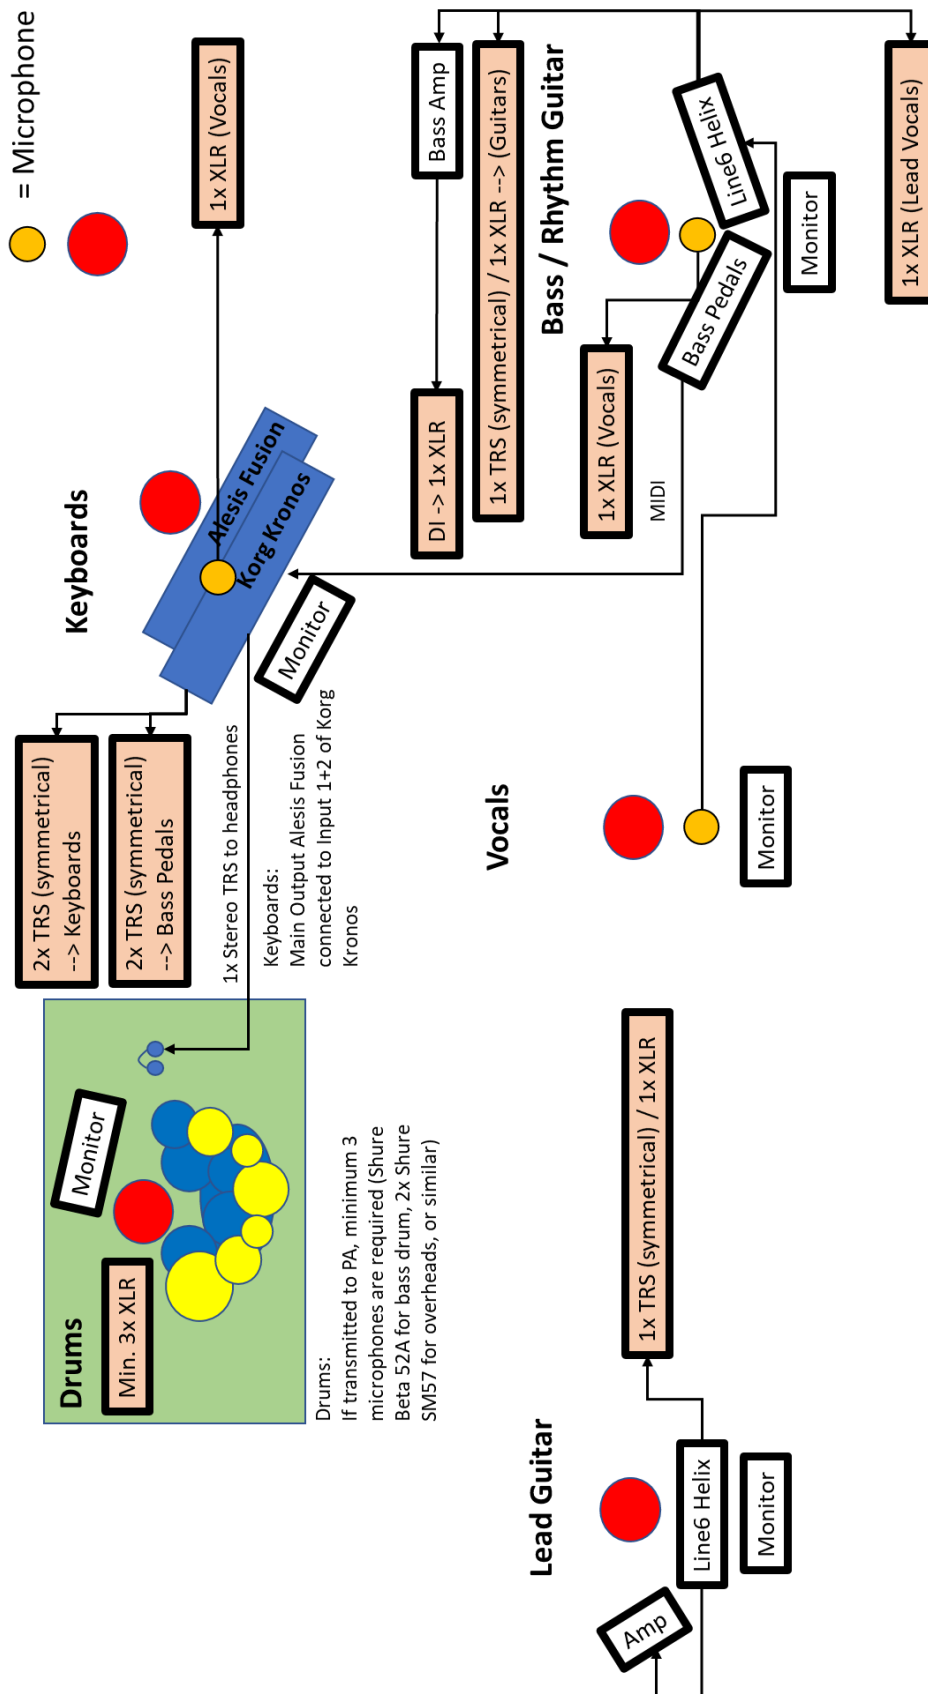 = Microphone
Keyboards
1x XLR (Vocals)
Alesis Fusion
Korg Kronos
Monitor
2x TRS (symmetrical)
--> Keyboards
2x TRS (symmetrical)
--> Bass Pedals
1x Stereo TRS to headphones
Keyboards:
Main Output Alesis Fusion
connected to Input 1+2 of Korg
Kronos
Drums
Min. 3x XLR
Monitor
Drums:
If transmitted to PA, minimum 3
microphones are required (Shure
Beta 52A for bass drum, 2x Shure
SM57 for overheads, or similar)
Bass Amp
DI -> 1x XLR
1x TRS (symmetrical) / 1x XLR --> (Guitars)
Bass / Rhythm Guitar
1x XLR (Vocals)
MIDI
Bass Pedals
Line6 Helix
Monitor
1x XLR (Lead Vocals)
Vocals
Monitor
Lead Guitar
1x TRS (symmetrical) / 1x XLR
Amp
Line6 Helix
Monitor